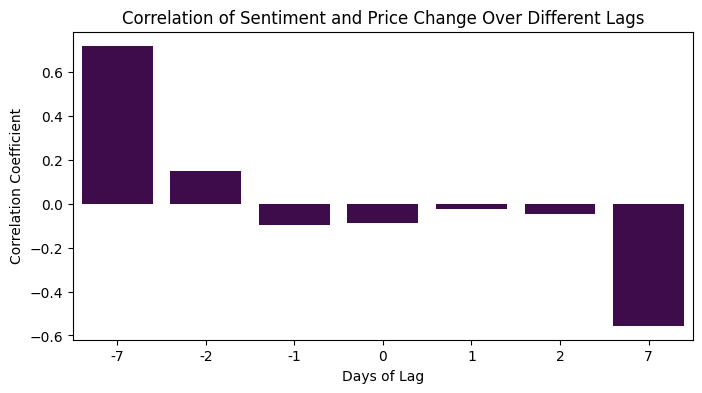 Correlation of Sentiment and Price Change Over Different Lags
Correlation Coefficient
0.6
0.4
0.2
0.0
−0.2
−0.4
−0.6
-7 -2 -1 0 1 2 7
Days of Lag